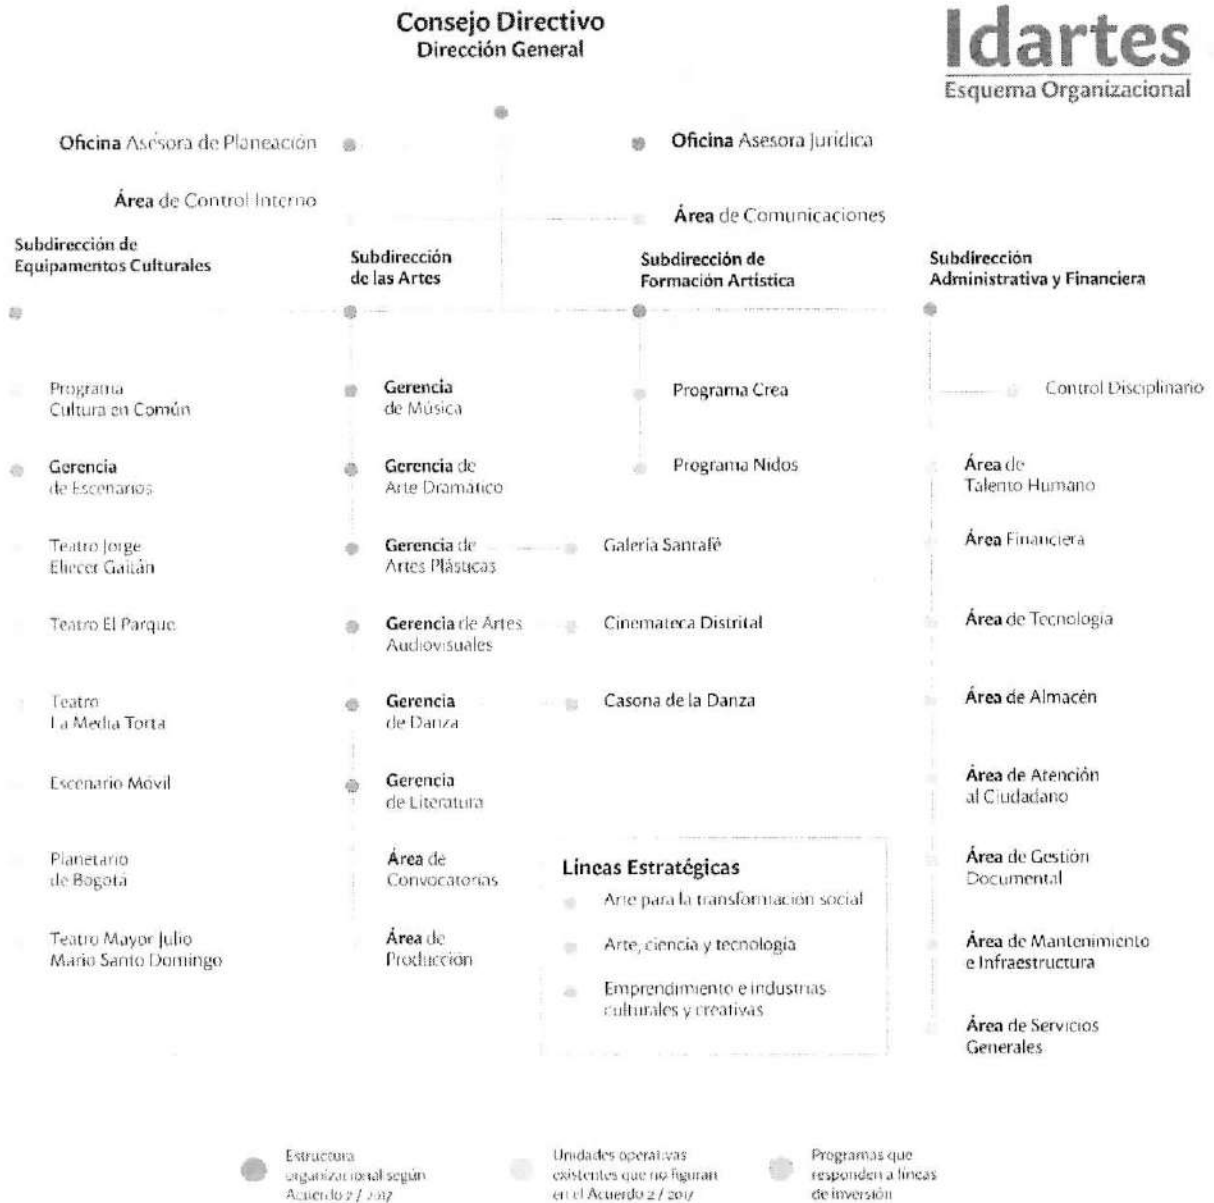 Consejo Directivo
Dirección General
Idartes
Esquema Organizacional
Oficina Asesora de Planeación
Oficina Asesora Jurídica
Área de Control Interno
Área de Comunicaciones
Subdirección de
Equipamentos Culturales
Programa
Cultura en Común
Gerencia
de Escenarios
Teatro Jorge
Eliecer Gaitán
Teatro El Parque
Teatro
La Media Torta
Escenario Móvil
Planetario
de Bogotá
Teatro Mayor Julio
Mario Santo Domingo
Subdirección
de las Artes
Gerencia
de Música
Gerencia de
Arte Dramático
Gerencia de
Artes Plásticas
Galería Santafé
Gerencia de Artes
Audiovisuales
Cinemateca Distrital
Gerencia
de Danza
Casona de la Danza
Gerencia
de Literatura
Área de
Convocatorias
Área de
Producción
Subdirección de
Formación Artística
Programa Crea
Programa Nidos
Líneas Estratégicas
Arte para la transformación social
Arte, ciencia y tecnología
Emprendimiento e industrias
culturales y creativas
Subdirección
Administrativa y Financiera
Control Disciplinario
Área de
Talento Humano
Área Financiera
Área de Tecnología
Área de Almacén
Área de Atención
al Ciudadano
Área de Gestión
Documental
Área de Mantenimiento
e Infraestructura
Área de Servicios
Generales
Estructura
organizacional según
Acuerdo 2 / 2017
Unidades operativas
existentes que no figuran
en el Acuerdo 2 / 2017
Programas que
responden a líneas
de inversión